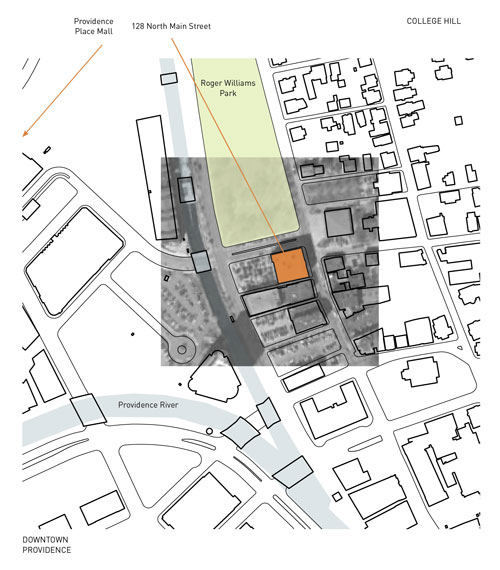 Providence
Place Mall
128 North Main Street
COLLEGE HILL
Roger Williams
Park
Providence River
DOWNTOWN
PROVIDENCE